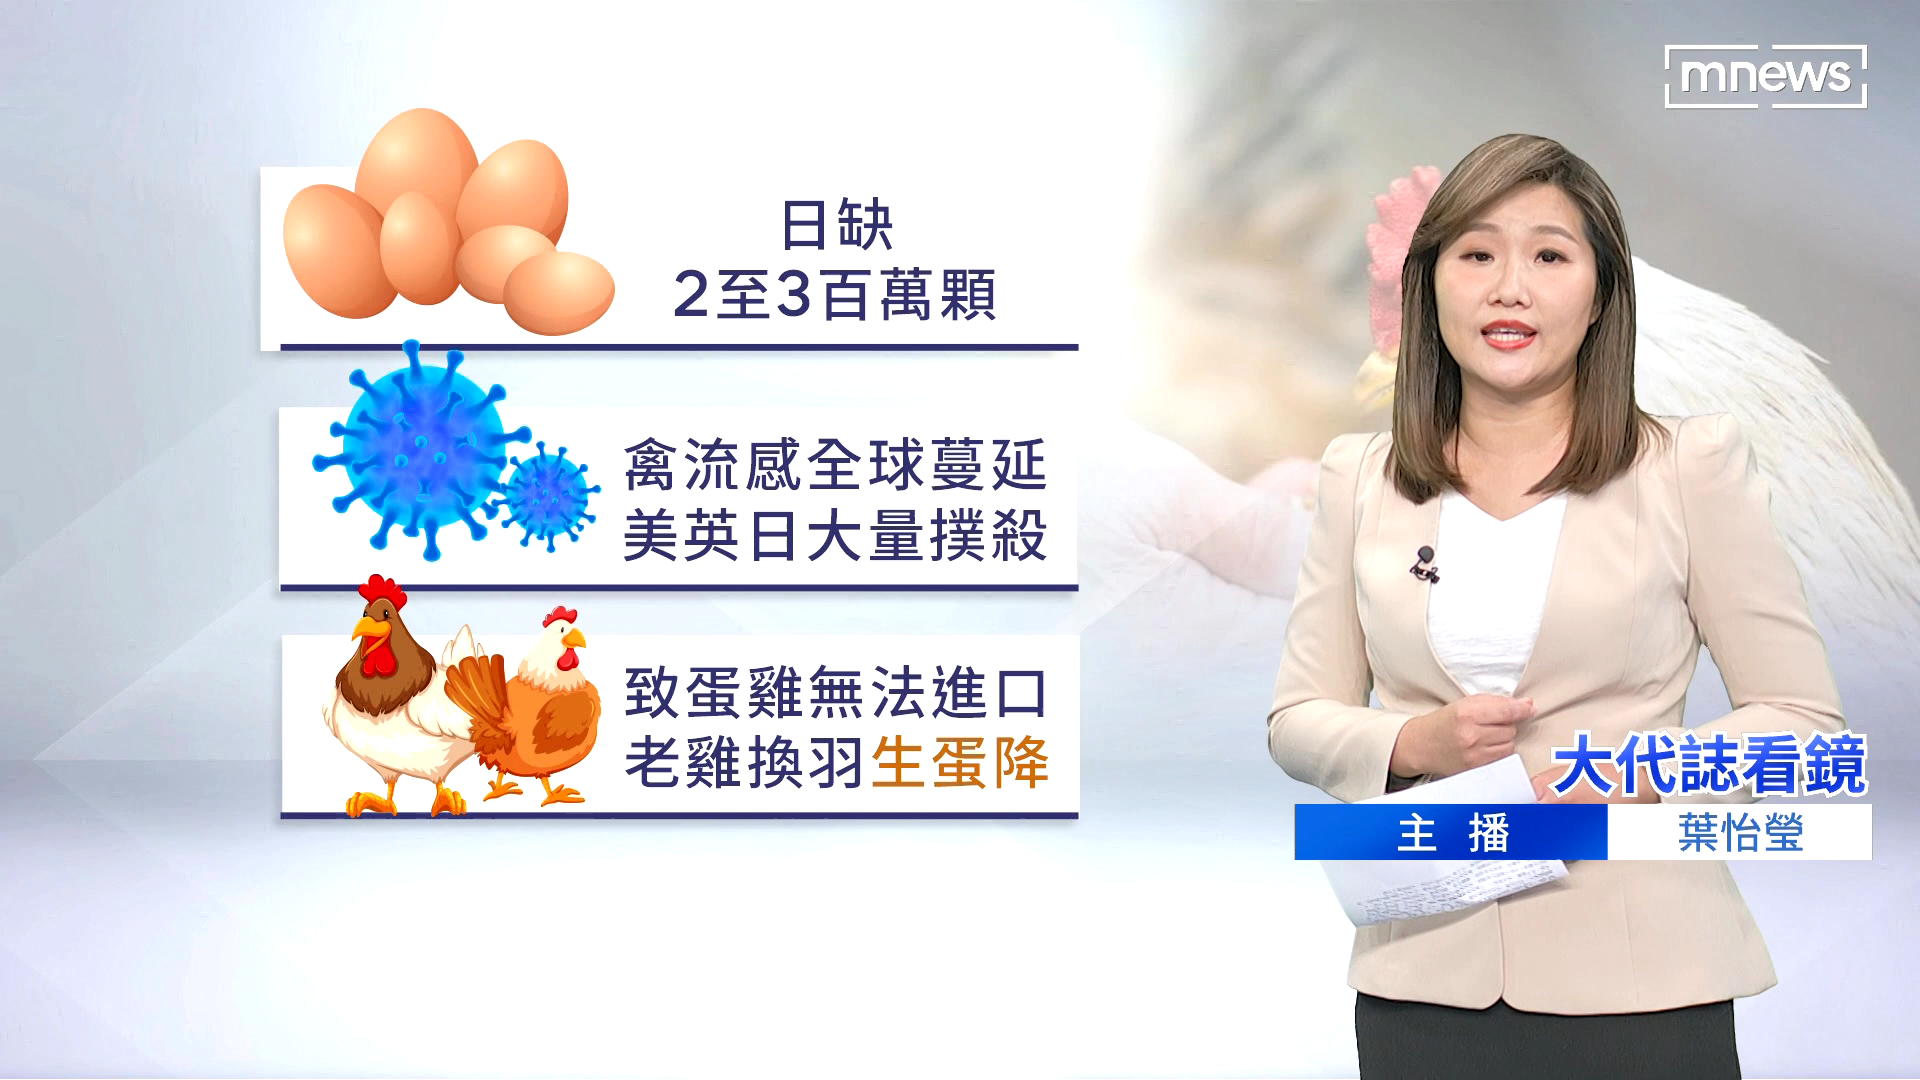 mnews
日缺
2至3百萬顆
禽流感全球蔓延
美英日大量撲殺
致蛋雞無法進口
老雞換羽生蛋降
大代誌看鏡
主播
葉怡瑩